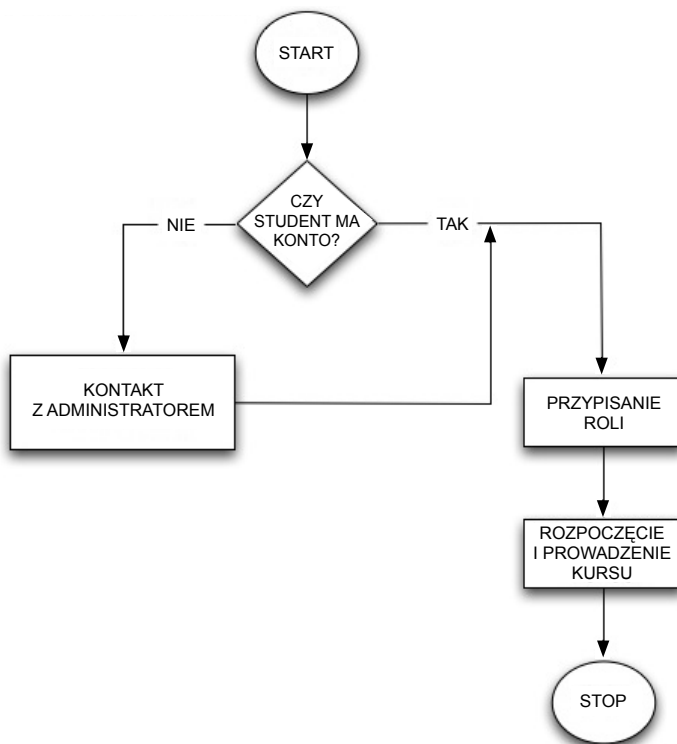 START
CZY
STUDENT MA
KONTO?
NIE
TAK
KONTAKT
Z ADMINISTRATOREM
PRZYPISANIE
ROLI
ROZPOCZĘCIE
I PROWADZENIE
KURSU
STOP